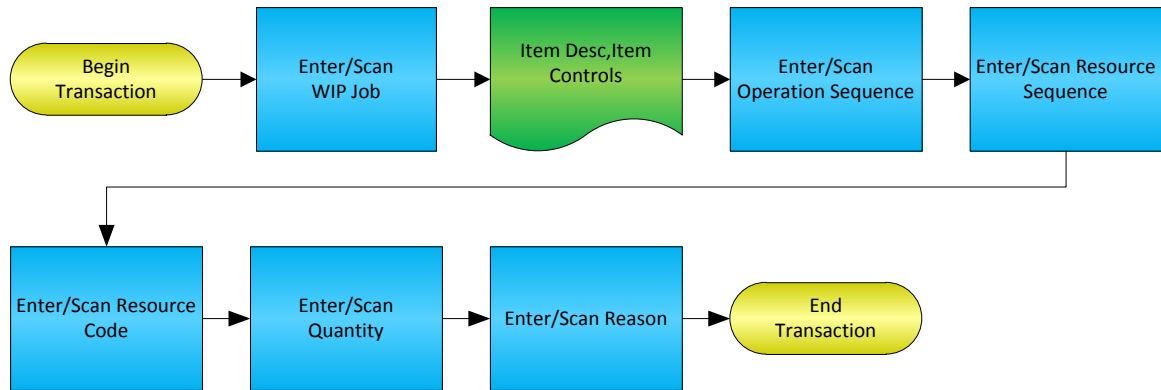 Begin
Transaction
Enter/Scan
WIP Job
Item Desc,Item
Controls
Enter/Scan
Operation Sequence
Enter/Scan Resource
Sequence
Enter/Scan Resource
Code
Enter/Scan
Quantity
Enter/Scan Reason
End
Transaction